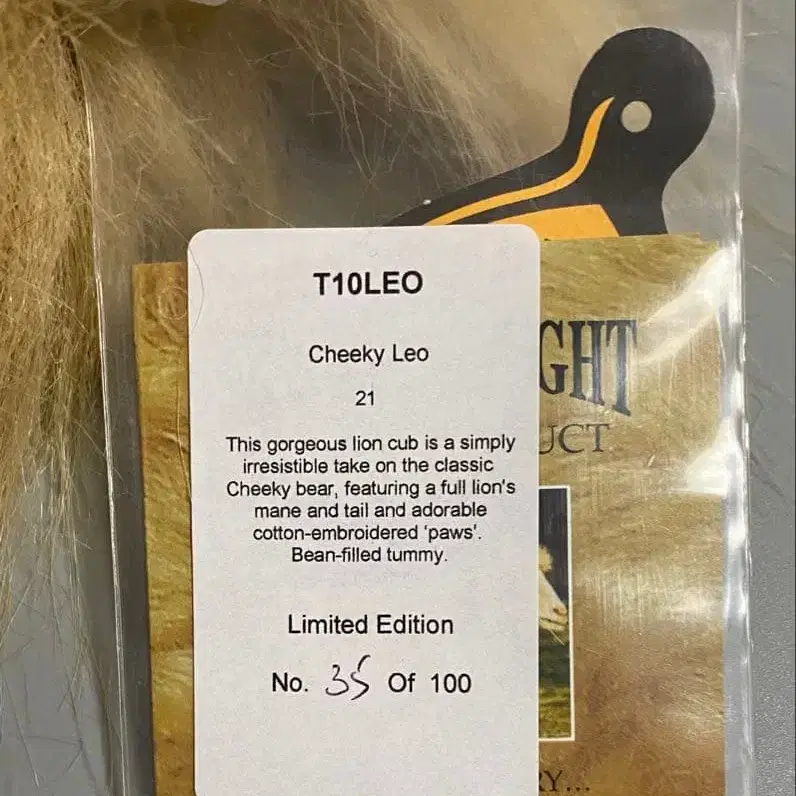 T10LEO
Cheeky Leo
21
This gorgeous lion cub is a simply
irresistible take on the classic
Cheeky bear, featuring a full lion's
mane and tail and adorable
cotton-embroidered 'paws'.
Bean-filled tummy.
Limited Edition
No. 35 Of 100
GHT
UCT
RY...